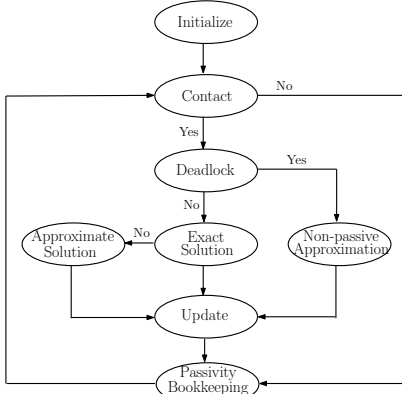 Initialize
Contact
No
Yes
Deadlock
Yes
No
Approximate
Solution
No
Exact
Solution
Non-passive
Approximation
Update
Passivity
Bookkeeping